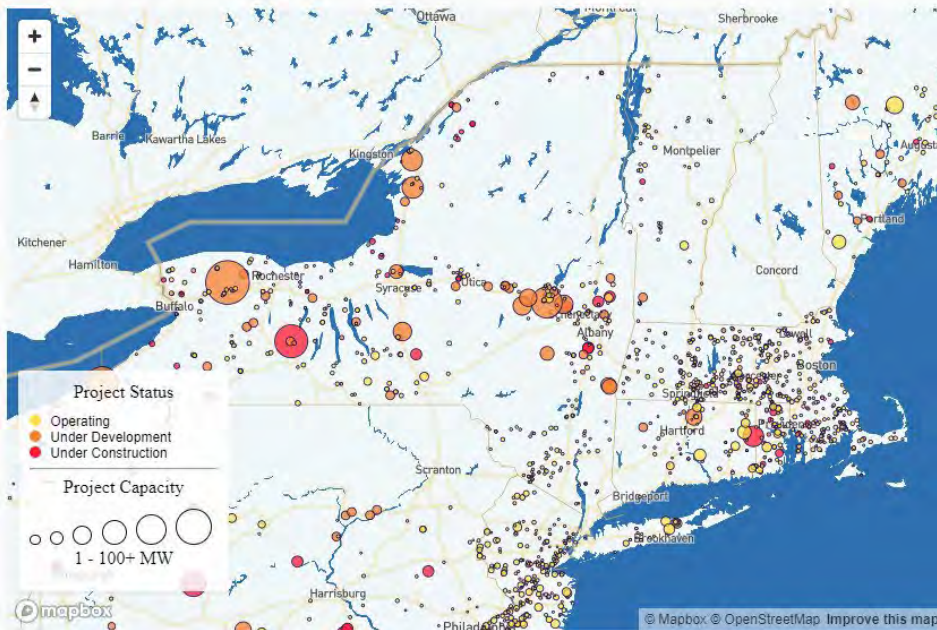 Ottawa
Montreal
Sherbrooke
+
−
Barrie
Kawartha Lakes
Kingston
Montpelier
Augusta
Portland
Kitchener
Hamilton
Rochester
Syracuse
Utica
Concord
Buffalo
Albany
Lowell
Boston
Springfield
Hartford
Scranton
Bridgeport
Brookhaven
Harrisburg
Project Status
Operating
Under Development
Under Construction
Project Capacity
1 - 100+ MW
mapbox
© Mapbox © OpenStreetMap Improve this map